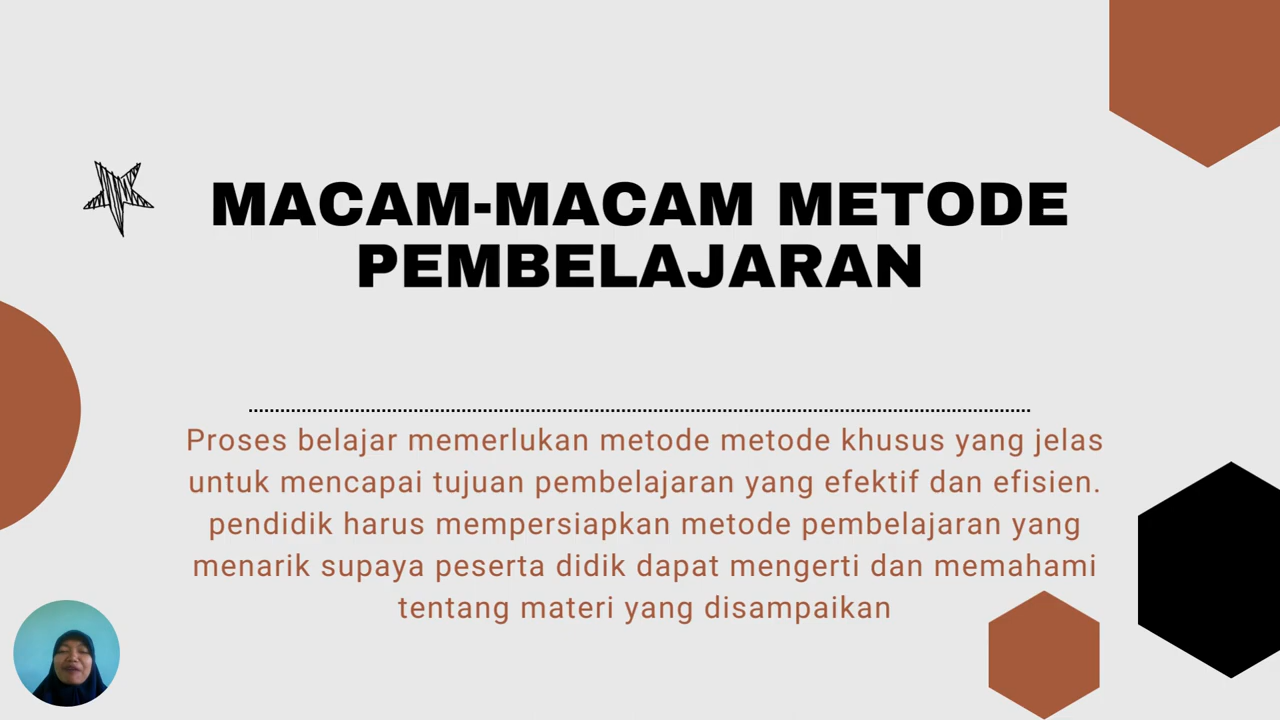 MACAM-MACAM METODE
PEMBELAJARAN
Proses belajar memerlukan metode metode khusus yang jelas
untuk mencapai tujuan pembelajaran yang efektif dan efisien.
pendidik harus mempersiapkan metode pembelajaran yang
menarik supaya peserta didik dapat mengerti dan memahami
tentang materi yang disampaikan